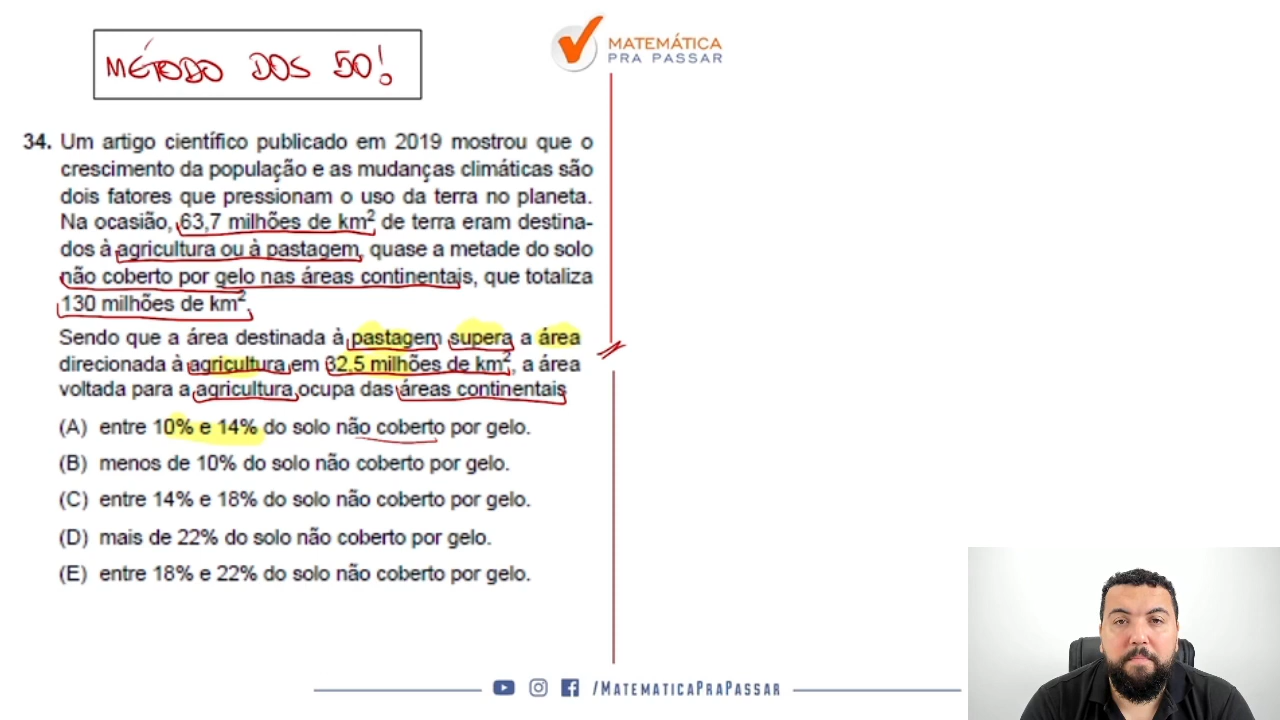 MÉTODO DOS 50!
MATEMÁTICA
PRA PASSAR
34. Um artigo científico publicado em 2019 mostrou que o
crescimento da população e as mudanças climáticas são
dois fatores que pressionam o uso da terra no planeta.
Na ocasião, 63,7 milhões de km² de terra eram destina-
dos à agricultura ou à pastagem, quase a metade do solo
não coberto por gelo nas áreas continentais, que totaliza
130 milhões de km².
Sendo que a área destinada à pastagem supera a área
direcionada à agricultura em 32,5 milhões de km², a área
voltada para a agricultura ocupa das áreas continentais
(A) entre 10% e 14% do solo não coberto por gelo.
(B) menos de 10% do solo não coberto por gelo.
(C) entre 14% e 18% do solo não coberto por gelo.
(D) mais de 22% do solo não coberto por gelo.
(E) entre 18% e 22% do solo não coberto por gelo.
/MATEMATICAPRAPASSAR